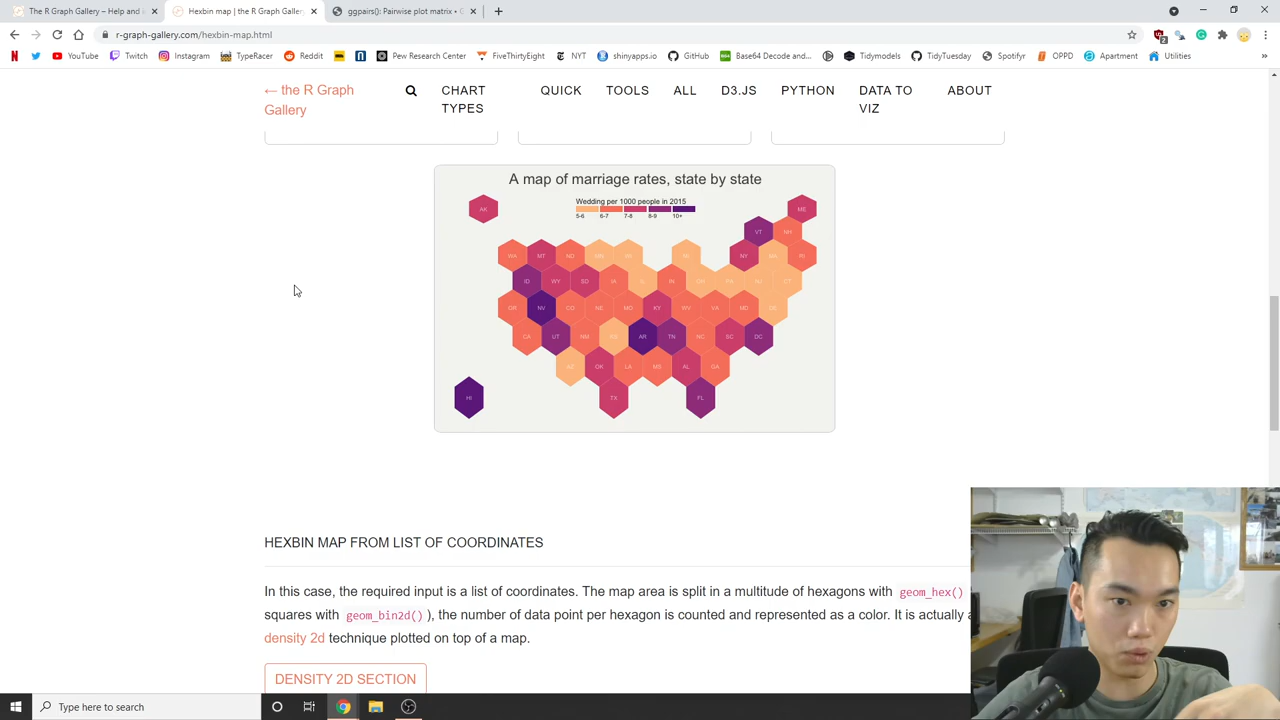 The R Graph Gallery – Help and i
Hexbin map | the R Graph Galler
ggpairs(): Pairwise plot matrix • G
r-graph-gallery.com/hexbin-map.html
YouTube
Twitch
Instagram
TypeRacer
Reddit
Pew Research Center
FiveThirtyEight
NYT
shinyapps.io
GitHub
Base64 Decode and...
Tidymodels
TidyTuesday
Spotifyr
OPPD
Apartment
Utilities
← the R Graph
Gallery
CHART
TYPES
QUICK
TOOLS
ALL
D3.JS
PYTHON
DATA TO
VIZ
ABOUT
A map of marriage rates, state by state
Wedding per 1000 people in 2015
5-6 6-7 7-8 8-9 10+
AK ME
VT NH
WA MT ND NY MA RI
ID WY SD IA IN
OR NV CO NE MO KY WV VA MD DE
CA UT NM KS AR TN NC SC DC
AZ OK LA MS AL GA
HI TX FL
HEXBIN MAP FROM LIST OF COORDINATES
In this case, the required input is a list of coordinates. The map area is split in a multitude of hexagons with geom_hex()
squares with geom_bin2d() ), the number of data point per hexagon is counted and represented as a color. It is actually a
density 2d technique plotted on top of a map.
DENSITY 2D SECTION
Type here to search